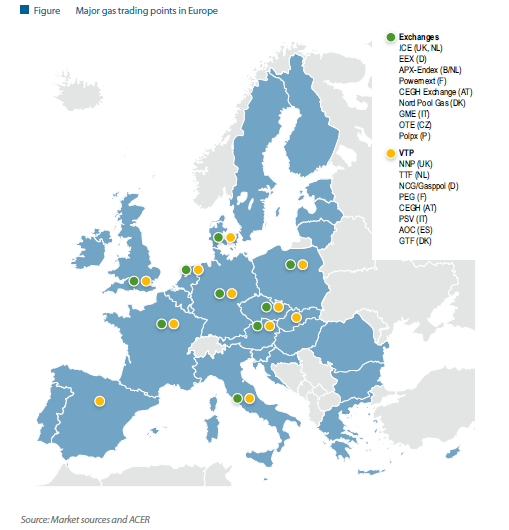 Figure Major gas trading points in Europe
Exchanges
ICE (UK, NL)
EEX (D)
APX-Endex (B/NL)
Powernext (F)
CEGH Exchange (AT)
Nord Pool Gas (DK)
GME (IT)
OTE (CZ)
Polpx (P)
VTP
NNP (UK)
TTF (NL)
NCG/Gasppol (D)
PEG (F)
CEGH (AT)
PSV (IT)
AOC (ES)
GTF (DK)
Source: Market sources and ACER